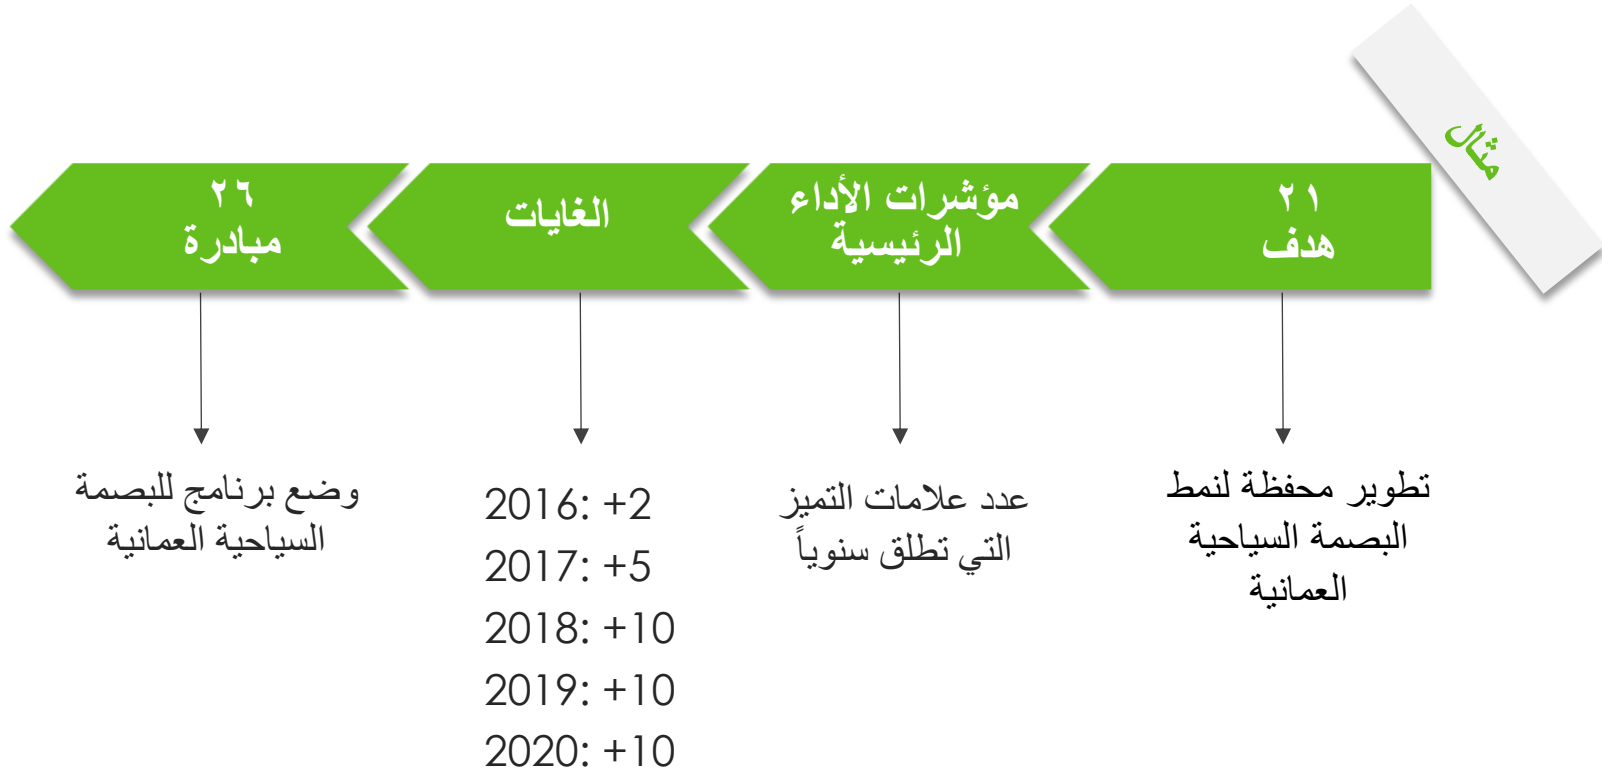 مثال
٢١
هدف
مؤشرات الأداء
الرئيسية
الغايات
٢٦
مبادرة
تطوير محفظة لنمط
البصمة السياحية
العمانية
عدد علامات التميز
التي تطلق سنوياً
2016: +2
2017: +5
2018: +10
2019: +10
2020: +10
وضع برنامج للبصمة
السياحية العمانية